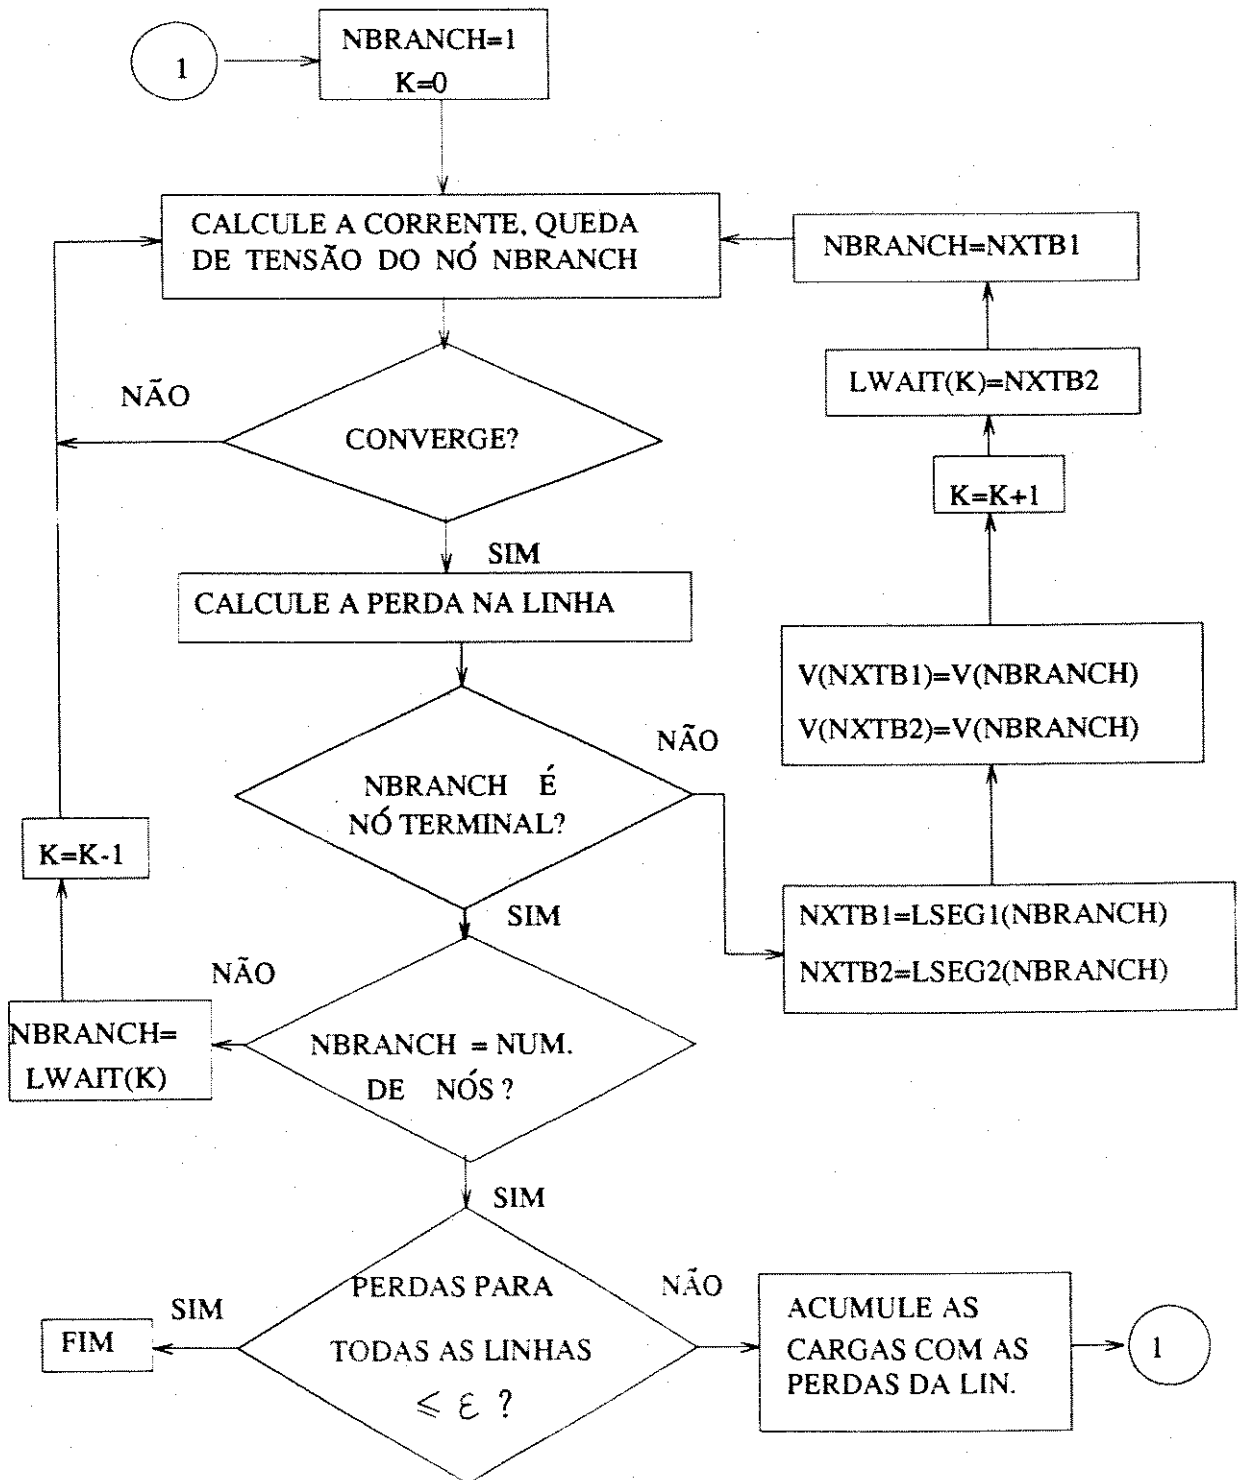 1
NBRANCH=1
K=0
CALCULE A CORRENTE, QUEDA
DE TENSÃO DO NÓ NBRANCH
NBRANCH=NXTB1
LWAIT(K)=NXTB2
NÃO
CONVERGE?
K=K+1
SIM
CALCULE A PERDA NA LINHA
V(NXTB1)=V(NBRANCH)
V(NXTB2)=V(NBRANCH)
NÃO
NBRANCH É
NÓ TERMINAL?
K=K-1
SIM
NXTB1=LSEG1(NBRANCH)
NXTB2=LSEG2(NBRANCH)
NÃO
NBRANCH=
LWAIT(K)
NBRANCH = NUM.
DE NÓS ?
SIM
PERDAS PARA
TODAS AS LINHAS
≤ ε ?
SIM
FIM
NÃO
ACUMULE AS
CARGAS COM AS
PERDAS DA LIN.
1